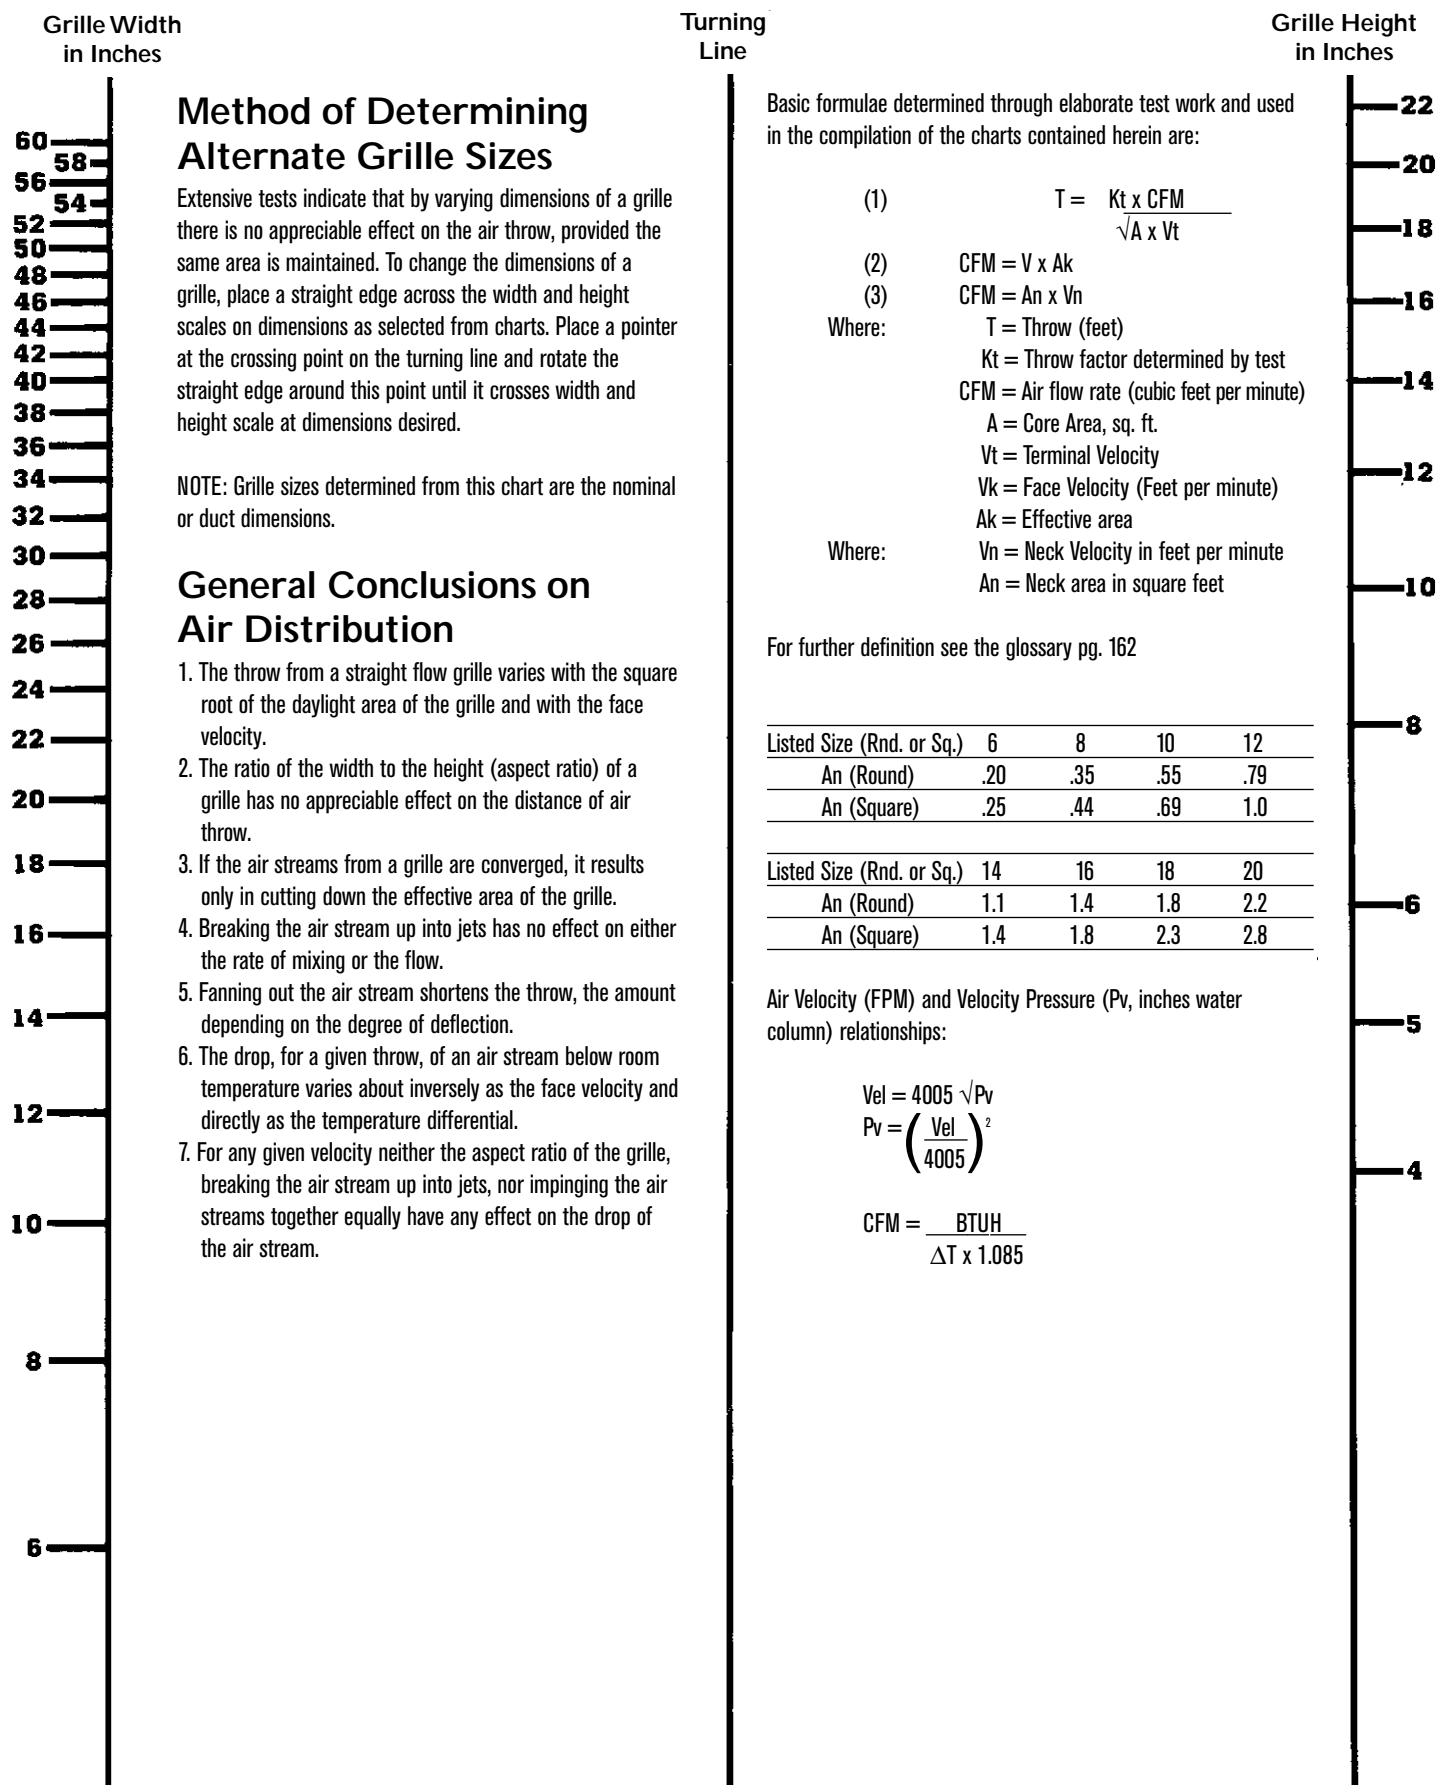 Grille Width
in Inches
Turning
Line
Grille Height
in Inches
60
58
56
54
52
50
48
46
44
42
40
38
36
34
32
30
28
26
24
22
20
18
16
14
12
10
8
6
Method of Determining
Alternate Grille Sizes
Extensive tests indicate that by varying dimensions of a grille
there is no appreciable effect on the air throw, provided the
same area is maintained. To change the dimensions of a
grille, place a straight edge across the width and height
scales on dimensions as selected from charts. Place a pointer
at the crossing point on the turning line and rotate the
straight edge around this point until it crosses width and
height scale at dimensions desired.
NOTE: Grille sizes determined from this chart are the nominal
or duct dimensions.
General Conclusions on
Air Distribution
1. The throw from a straight flow grille varies with the square
root of the daylight area of the grille and with the face
velocity.
2. The ratio of the width to the height (aspect ratio) of a
grille has no appreciable effect on the distance of air
throw.
3. If the air streams from a grille are converged, it results
only in cutting down the effective area of the grille.
4. Breaking the air stream up into jets has no effect on either
the rate of mixing or the flow.
5. Fanning out the air stream shortens the throw, the amount
depending on the degree of deflection.
6. The drop, for a given throw, of an air stream below room
temperature varies about inversely as the face velocity and
directly as the temperature differential.
7. For any given velocity neither the aspect ratio of the grille,
breaking the air stream up into jets, nor impinging the air
streams together equally have any effect on the drop of
the air stream.
Basic formulae determined through elaborate test work and used
in the compilation of the charts contained herein are:
(1) T = Kt x CFM
√A x Vt
(2) CFM = V x Ak
(3) CFM = An x Vn
Where: T = Throw (feet)
Kt = Throw factor determined by test
CFM = Air flow rate (cubic feet per minute)
A = Core Area, sq. ft.
Vt = Terminal Velocity
Vk = Face Velocity (Feet per minute)
Ak = Effective area
Where: Vn = Neck Velocity in feet per minute
An = Neck area in square feet
For further definition see the glossary pg. 162
Listed Size (Rnd. or Sq.) 6 8 10 12
An (Round) .20 .35 .55 .79
An (Square) .25 .44 .69 1.0
Listed Size (Rnd. or Sq.) 14 16 18 20
An (Round) 1.1 1.4 1.8 2.2
An (Square) 1.4 1.8 2.3 2.8
Air Velocity (FPM) and Velocity Pressure (Pv, inches water
column) relationships:
Vel = 4005 √Pv
Pv = (Vel
4005)²
CFM = BTUH
ΔT x 1.085
22
20
18
16
14
12
10
8
6
5
4